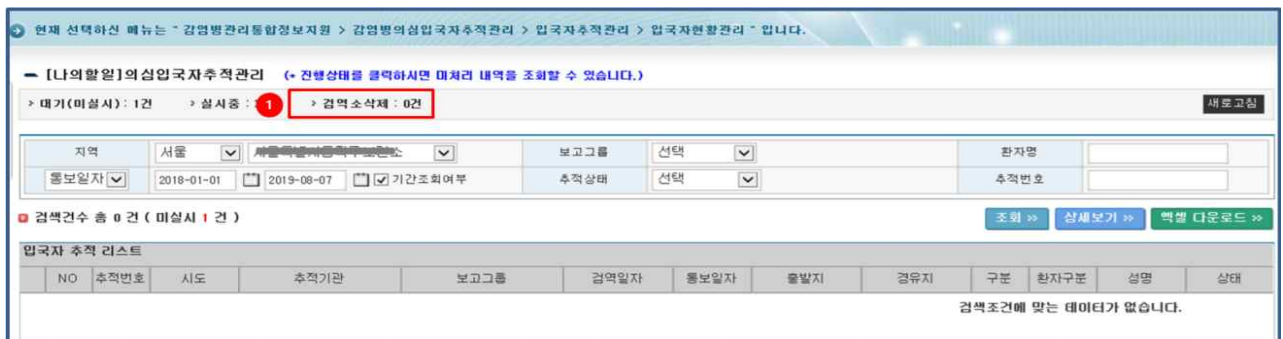 현재 선택하신 메뉴는 " 감염병관리통합정보지원 > 감염병의심입국자추적관리 > 입국자추적관리 > 입국자현황관리 " 입니다.
[나의할일]의심입국자추적관리 (* 진행상태를 클릭하시면 미처리 내역을 조회할 수 있습니다.)
> 대기(미실시) : 1건 > 실시중 : 1 > 검역소삭제 : 0건 새로고침
지역 서울 보고그룹 선택 환자명
통보일자 2018-01-01 2019-08-07 기간조회여부 추적상태 선택 추적번호
검색건수 총 0 건 ( 미실시 1 건 ) 조회 » 상세보기 » 엑셀 다운로드 »
입국자 추적 리스트
NO 추적번호 시도 추적기관 보고그룹 검역일자 통보일자 출발지 경유지 구분 환자구분 성명 상태
검색조건에 맞는 데이터가 없습니다.